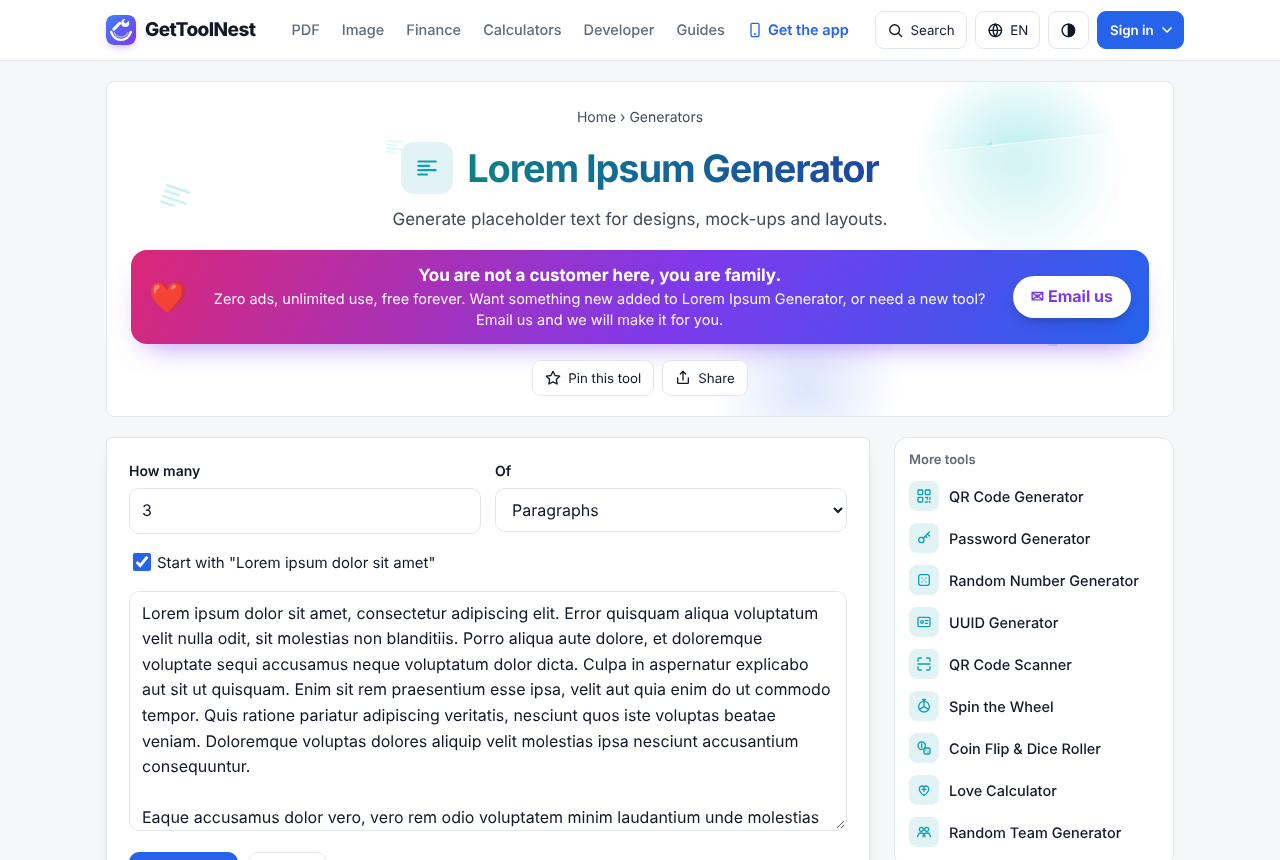 GetToolNest
PDF
Image
Finance
Calculators
Developer
Guides
Get the app
Search
EN
Sign in
Home › Generators
Lorem Ipsum Generator
Generate placeholder text for designs, mock-ups and layouts.
You are not a customer here, you are family.
Zero ads, unlimited use, free forever. Want something new added to Lorem Ipsum Generator, or need a new tool?
Email us and we will make it for you.
✉ Email us
Pin this tool
Share
How many
Of
3
Paragraphs
Start with "Lorem ipsum dolor sit amet"
Lorem ipsum dolor sit amet, consectetur adipiscing elit. Error quisquam aliqua voluptatum
velit nulla odit, sit molestias non blanditiis. Porro aliqua aute dolore, et doloremque
voluptate sequi accusamus neque voluptatum dolor dicta. Culpa in aspernatur explicabo
aut sit ut quisquam. Enim sit rem praesentium esse ipsa, velit aut quia enim do ut commodo
tempor. Quis ratione pariatur adipiscing veritatis, nesciunt quos iste voluptas beatae
veniam. Doloremque voluptas dolores aliquip velit molestias ipsa nesciunt accusantium
consequuntur.
Eaque accusamus dolor vero, vero rem odio voluptatem minim laudantium unde molestias
More tools
QR Code Generator
Password Generator
Random Number Generator
UUID Generator
QR Code Scanner
Spin the Wheel
Coin Flip & Dice Roller
Love Calculator
Random Team Generator